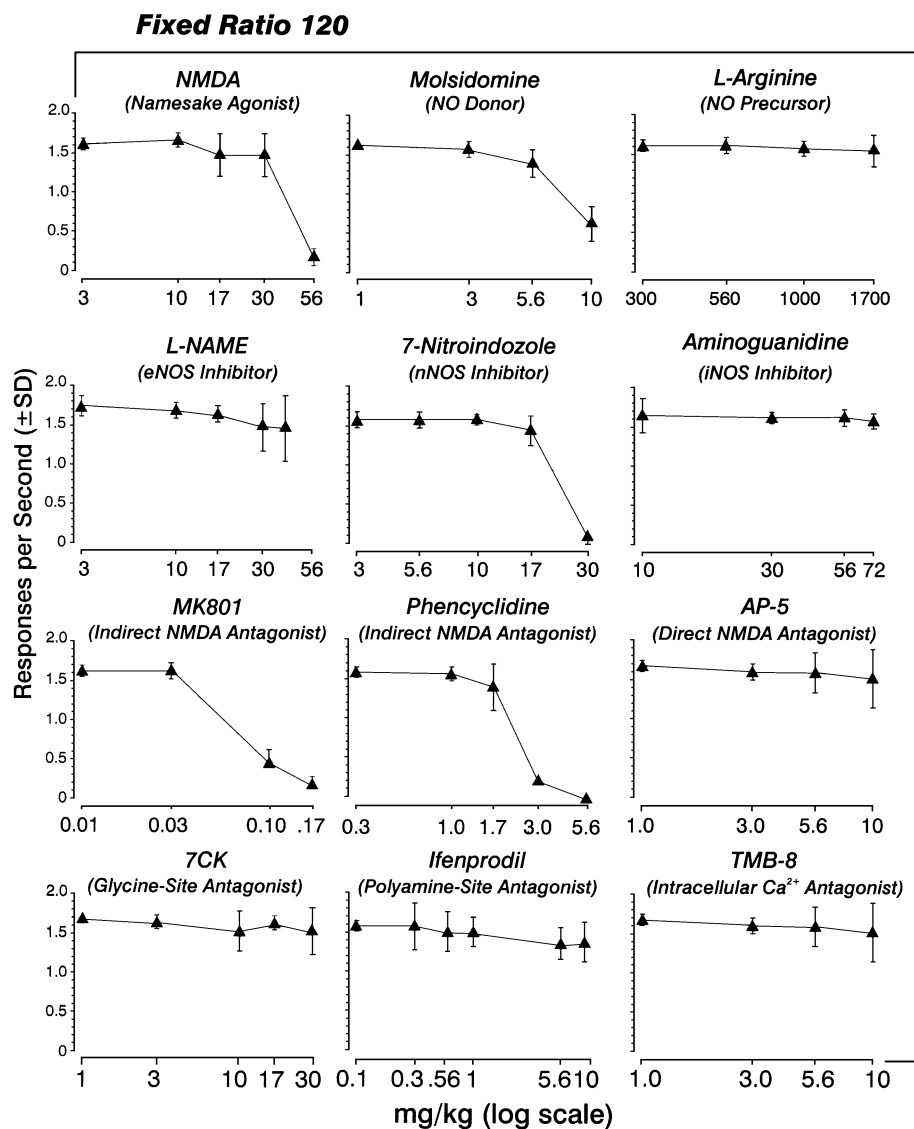 Fixed Ratio 120
NMDA
(Namesake Agonist)
Molsidomine
(NO Donor)
L-Arginine
(NO Precursor)
2.0
1.5
1.0
0.5
0
3 10 17 30 56
1 3 5.6 10
300 560 1000 1700
L-NAME
(eNOS Inhibitor)
7-Nitroindozole
(nNOS Inhibitor)
Aminoguanidine
(iNOS Inhibitor)
2.0
1.5
1.0
0.5
0
3 10 17 30 56
3 5.6 10 17 30
10 30 56 72
Responses per Second (±SD)
MK801
(Indirect NMDA Antagonist)
Phencyclidine
(Indirect NMDA Antagonist)
AP-5
(Direct NMDA Antagonist)
2.0
1.5
1.0
0.5
0
0.01 0.03 0.10 .17
0.3 1.0 1.7 3.0 5.6
1.0 3.0 5.6 10
7CK
(Glycine-Site Antagonist)
Ifenprodil
(Polyamine-Site Antagonist)
TMB-8
(Intracellular Ca²⁺ Antagonist)
2.0
1.5
1.0
0.5
0
1 3 10 17 30
0.1 0.3 .56 1 5.6 10
1.0 3.0 5.6 10
mg/kg (log scale)